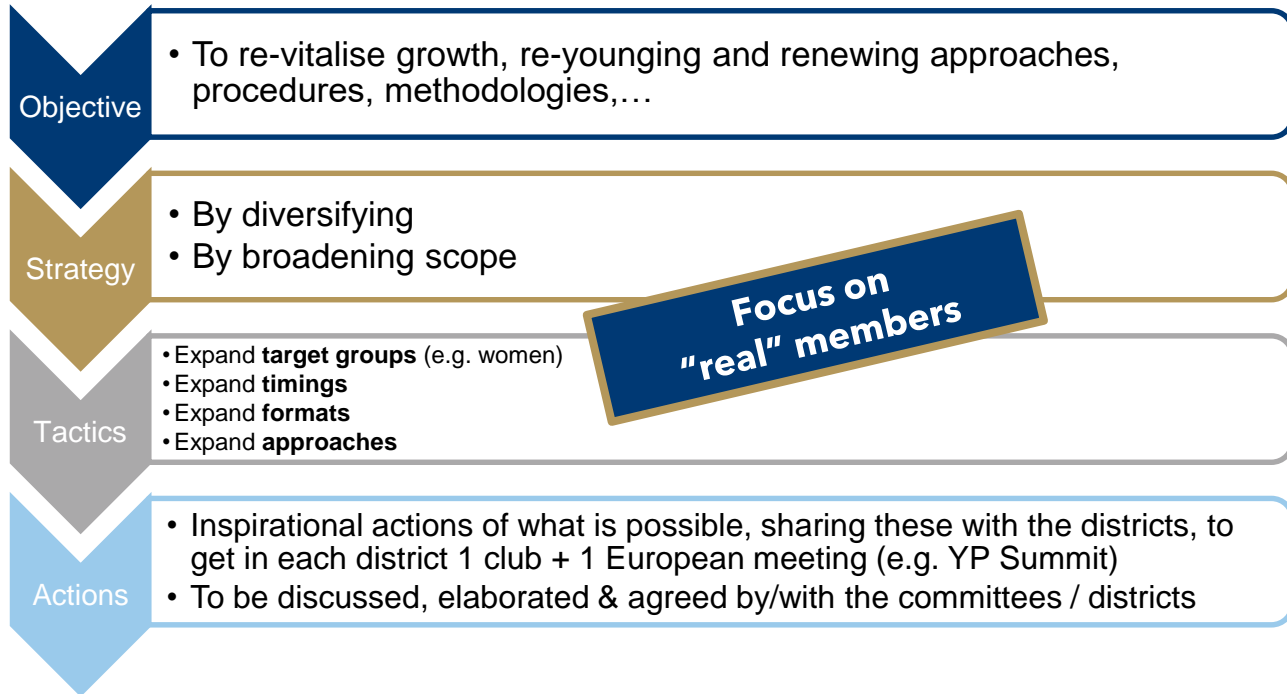 Objective
• To re-vitalise growth, re-younging and renewing approaches,
procedures, methodologies,…
Strategy
• By diversifying
• By broadening scope
Focus on
“real” members
Tactics
• Expand target groups (e.g. women)
• Expand timings
• Expand formats
• Expand approaches
Actions
• Inspirational actions of what is possible, sharing these with the districts, to
get in each district 1 club + 1 European meeting (e.g. YP Summit)
• To be discussed, elaborated & agreed by/with the committees / districts